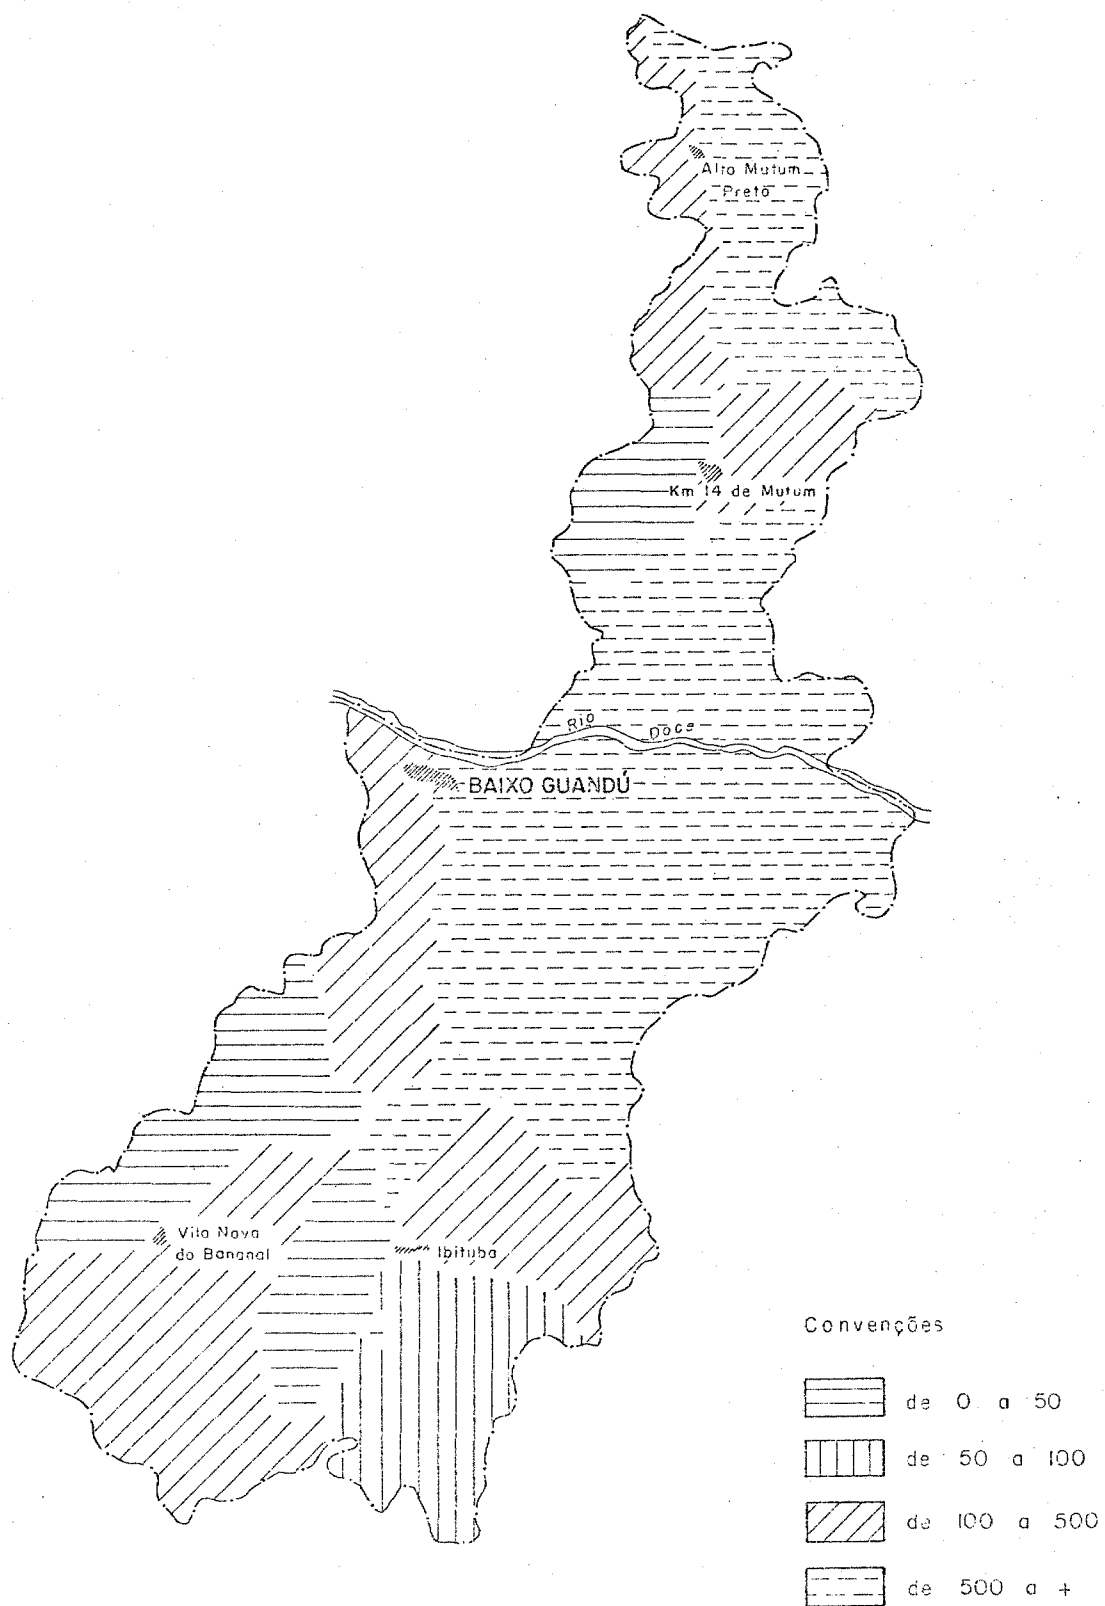 Alto Mutum
Preto
Km 14 de Mutum
Rio Doce
BAIXO GUANDÚ
Vila Nova
do Bananal
Ibituba
Convenções
de 0 a 50
de 50 a 100
de 100 a 500
de 500 a +